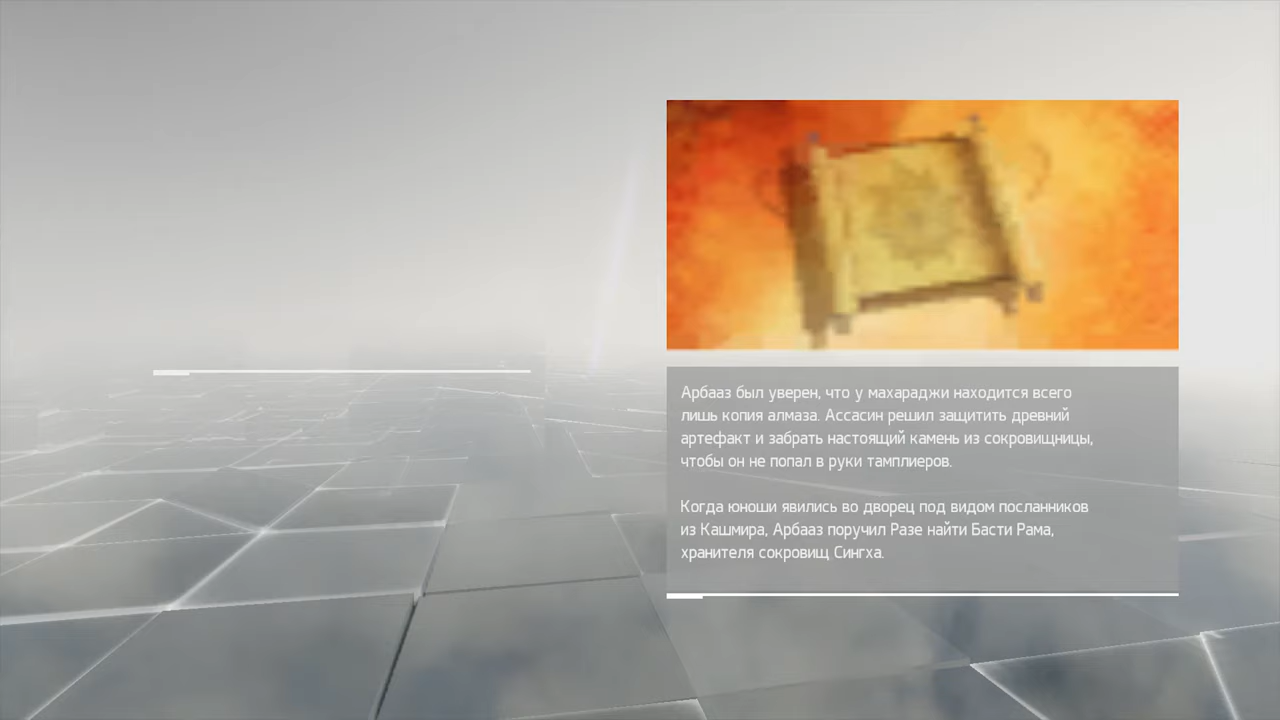 Арбааз был уверен, что у махараджи находится всего
лишь копия алмаза. Ассасин решил защитить древний
артефакт и забрать настоящий камень из сокровищницы,
чтобы он не попал в руки тамплиеров.
Когда юноши явились во дворец под видом посланников
из Кашмира, Арбааз поручил Разе найти Басти Рама,
хранителя сокровищ Сингха.